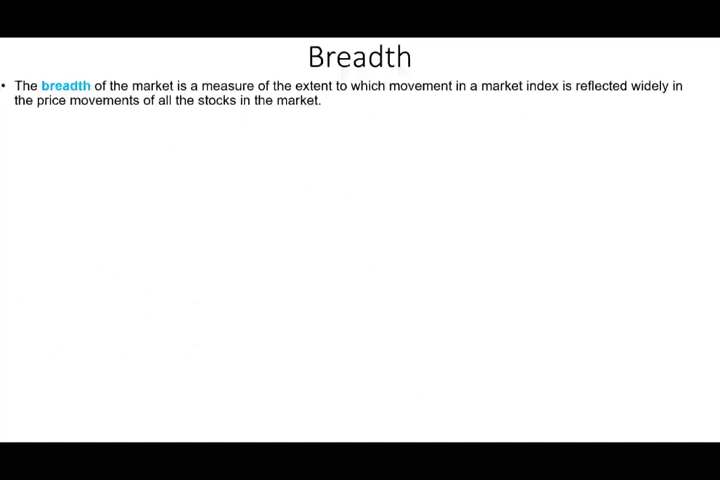 Breadth
• The breadth of the market is a measure of the extent to which movement in a market index is reflected widely in
the price movements of all the stocks in the market.